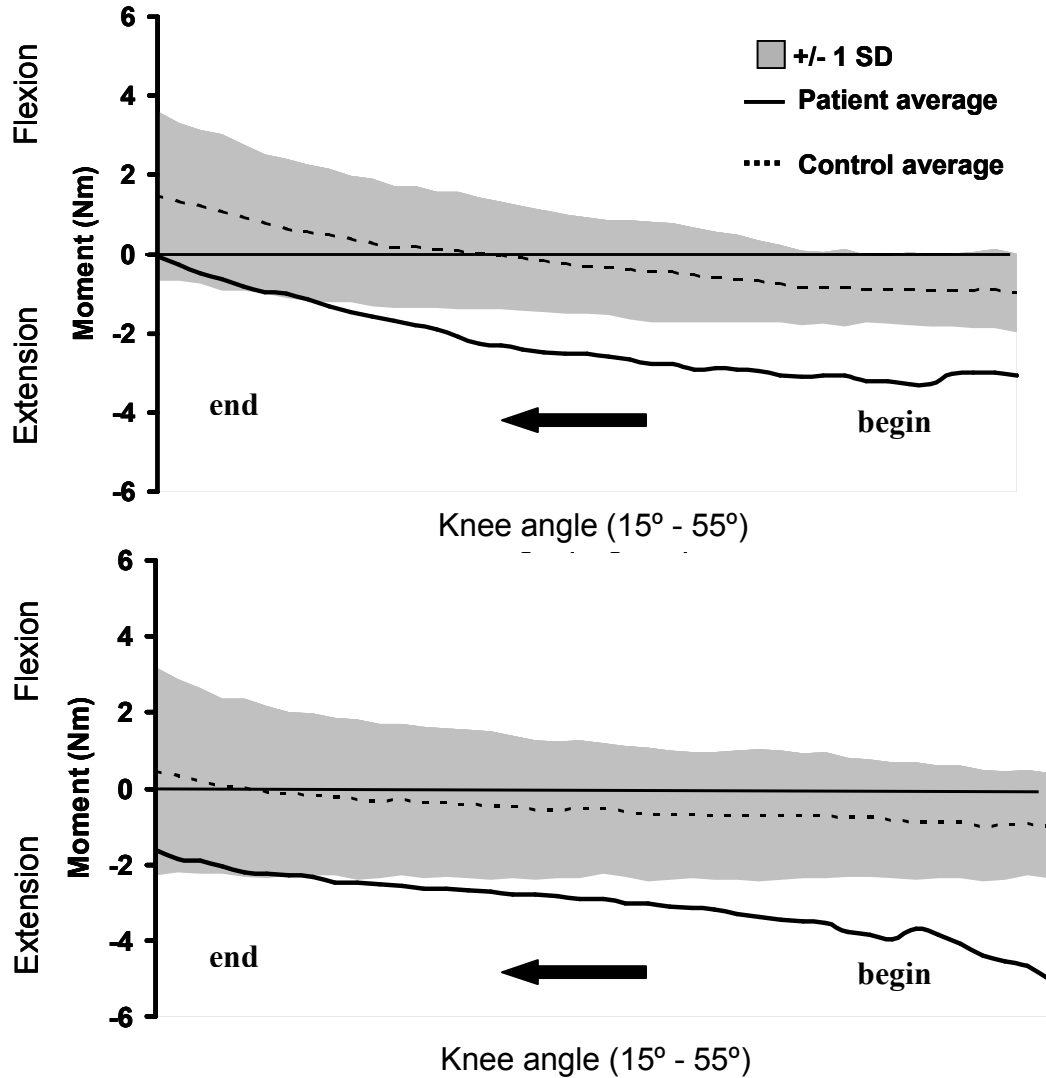 6
+/- 1 SD
Flexion
4
Patient average
2
Control average
Moment (Nm)
0
Extension
-2
-4
end
begin
-6
Knee angle (15º - 55º)
6
Flexion
4
2
Moment (Nm)
0
Extension
-2
-4
end
begin
-6
Knee angle (15º - 55º)